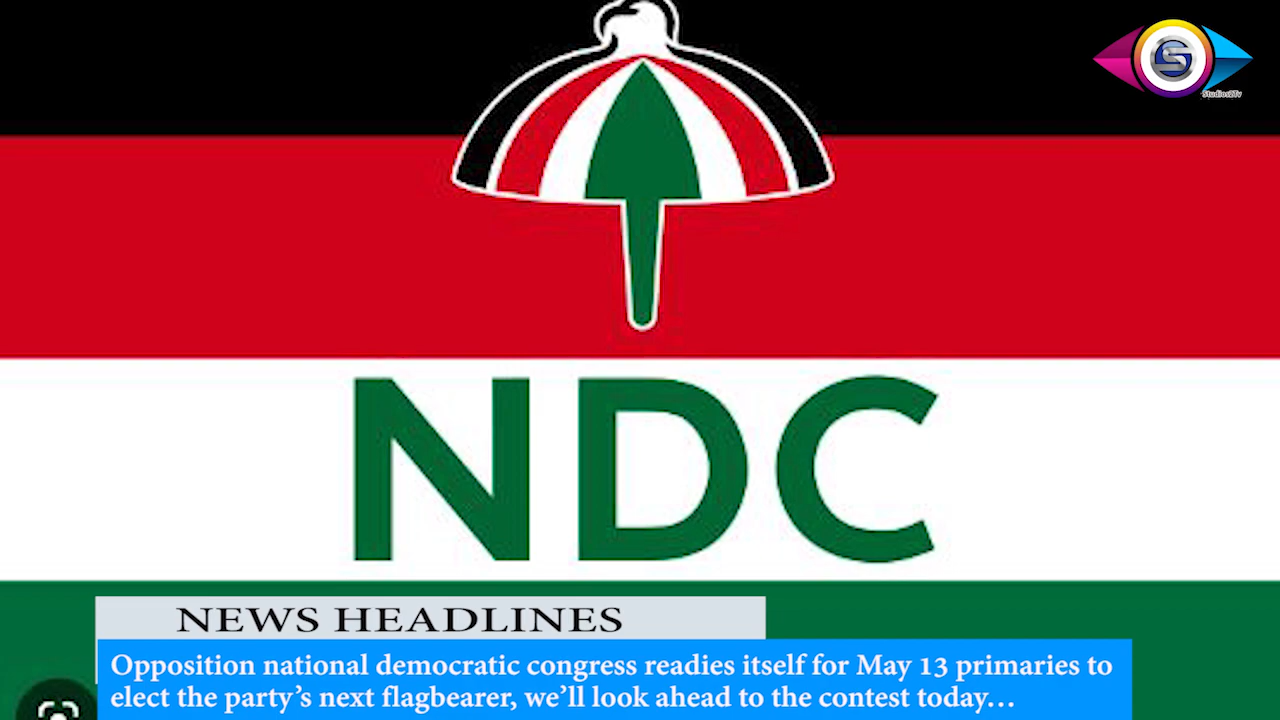 S
Studios2Tv
NDC
NEWS HEADLINES
Opposition national democratic congress readies itself for May 13 primaries to
elect the party’s next flagbearer, we’ll look ahead to the contest today…